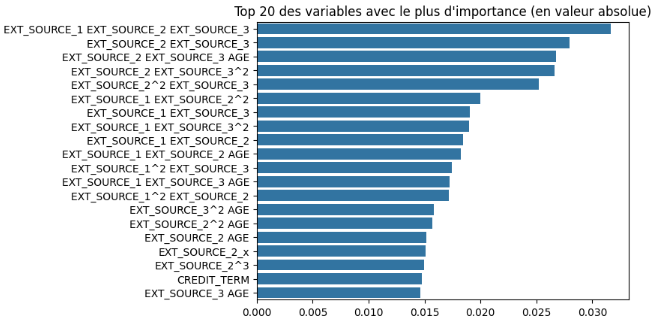 Top 20 des variables avec le plus d'importance (en valeur absolue)
EXT_SOURCE_1 EXT_SOURCE_2 EXT_SOURCE_3
EXT_SOURCE_2 EXT_SOURCE_3
EXT_SOURCE_2 EXT_SOURCE_3 AGE
EXT_SOURCE_2 EXT_SOURCE_3^2
EXT_SOURCE_2^2 EXT_SOURCE_3
EXT_SOURCE_1 EXT_SOURCE_2^2
EXT_SOURCE_1 EXT_SOURCE_3
EXT_SOURCE_1 EXT_SOURCE_3^2
EXT_SOURCE_1 EXT_SOURCE_2
EXT_SOURCE_1 EXT_SOURCE_2 AGE
EXT_SOURCE_1^2 EXT_SOURCE_3
EXT_SOURCE_1 EXT_SOURCE_3 AGE
EXT_SOURCE_1^2 EXT_SOURCE_2
EXT_SOURCE_3^2 AGE
EXT_SOURCE_2^2 AGE
EXT_SOURCE_2 AGE
EXT_SOURCE_2_x
EXT_SOURCE_2^3
CREDIT_TERM
EXT_SOURCE_3 AGE
0.000 0.005 0.010 0.015 0.020 0.025 0.030